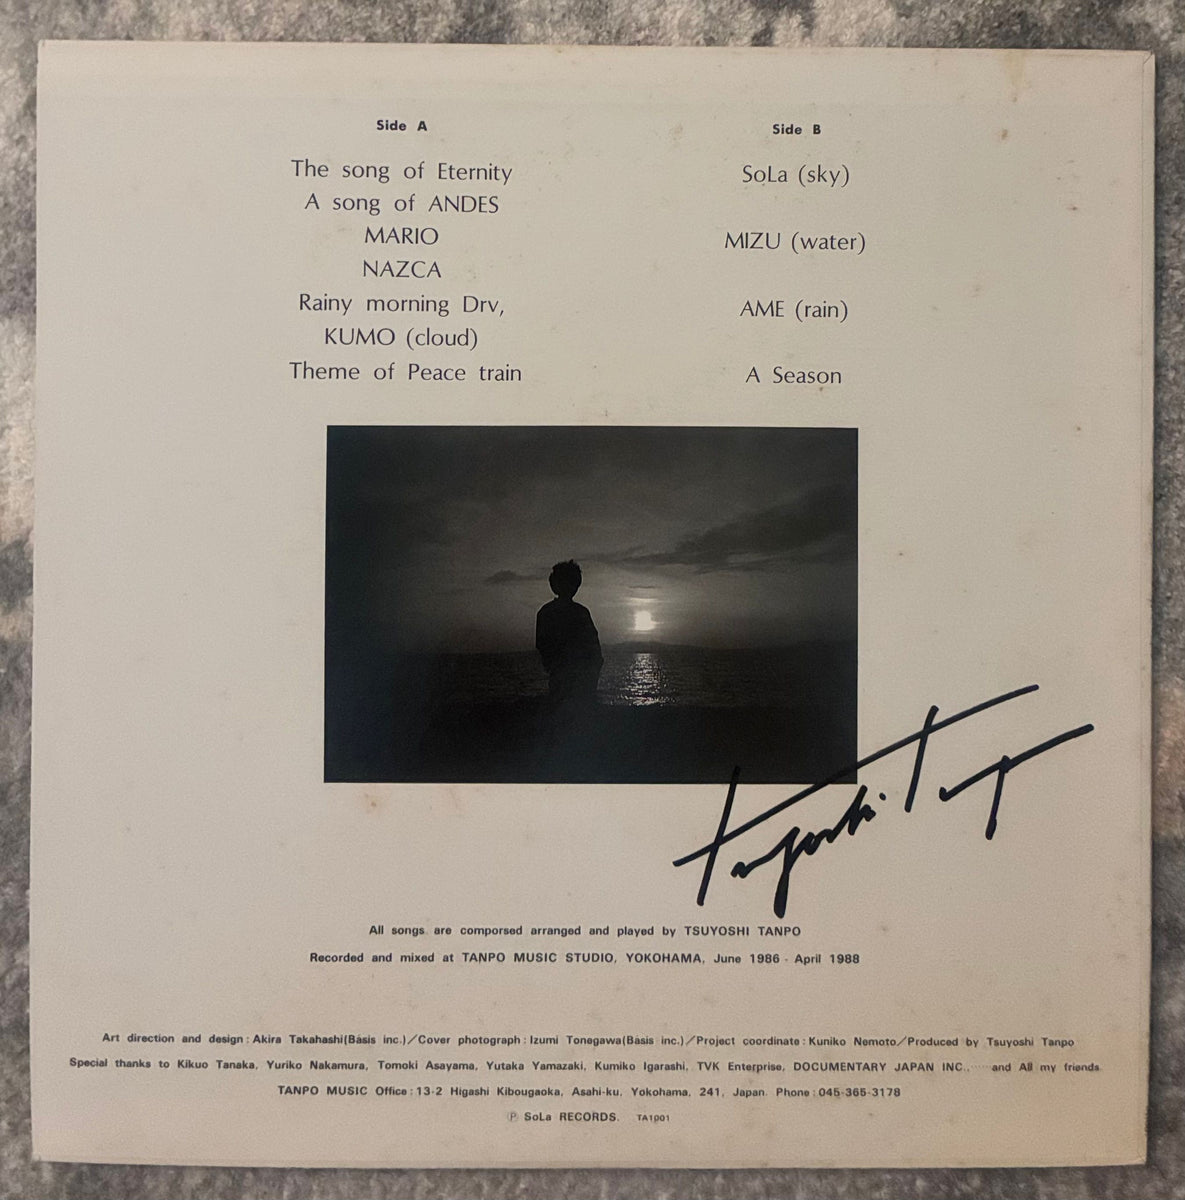 Side A
The song of Eternity
A song of ANDES
MARIO
NAZCA
Rainy morning Drv,
KUMO (cloud)
Theme of Peace train
Side B
SoLa (sky)
MIZU (water)
AME (rain)
A Season
Tsuyoshi Tanpo
All songs are comporsed arranged and played by TSUYOSHI TANPO
Recorded and mixed at TANPO MUSIC STUDIO, YOKOHAMA, June 1986 - April 1988
Art direction and design : Akira Takahashi(Basis inc.)／Cover photograph : Izumi Tonegawa(Basis inc.)／Project coordinate : Kuniko Nemoto／Produced by Tsuyoshi Tanpo
Special thanks to Kikuo Tanaka, Yuriko Nakamura, Tomoki Asayama, Yutaka Yamazaki, Kumiko Igarashi, TVK Enterprise, DOCUMENTARY JAPAN INC.,······and All my friends.
TANPO MUSIC Office : 13-2 Higashi Kibougaoka, Asahi-ku, Yokohama, 241, Japan. Phone : 045-365-3178
Ⓟ SoLa RECORDS. TA1001